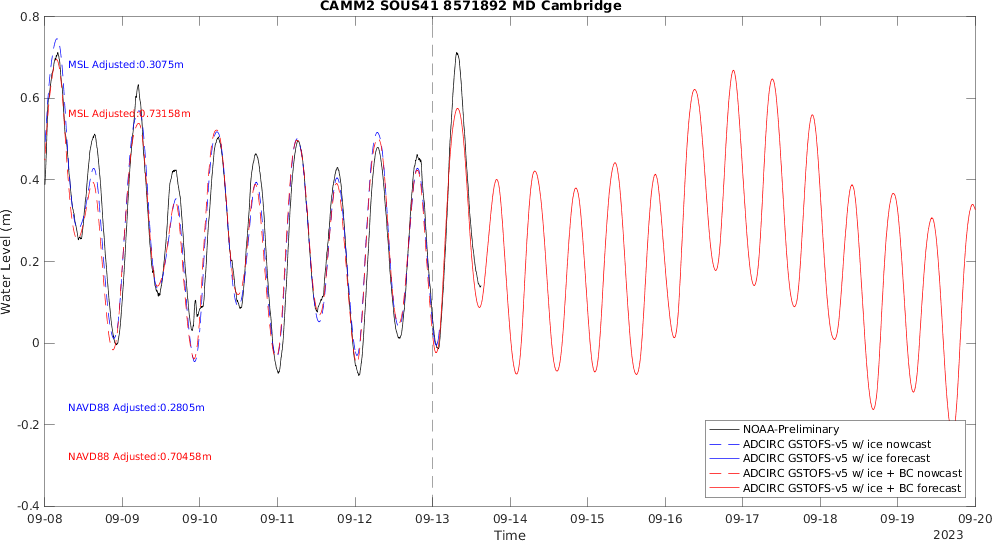 CAMM2 SOUS41 8571892 MD Cambridge
0.8
0.6
0.4
0.2
0
-0.2
-0.4
Water Level (m)
MSL Adjusted:0.3075m
MSL Adjusted:0.73158m
NAVD88 Adjusted:0.2805m
NAVD88 Adjusted:0.70458m
NOAA-Preliminary
ADCIRC GSTOFS-v5 w/ ice nowcast
ADCIRC GSTOFS-v5 w/ ice forecast
ADCIRC GSTOFS-v5 w/ ice + BC nowcast
ADCIRC GSTOFS-v5 w/ ice + BC forecast
09-08 09-09 09-10 09-11 09-12 09-13 09-14 09-15 09-16 09-17 09-18 09-19 09-20
Time
2023